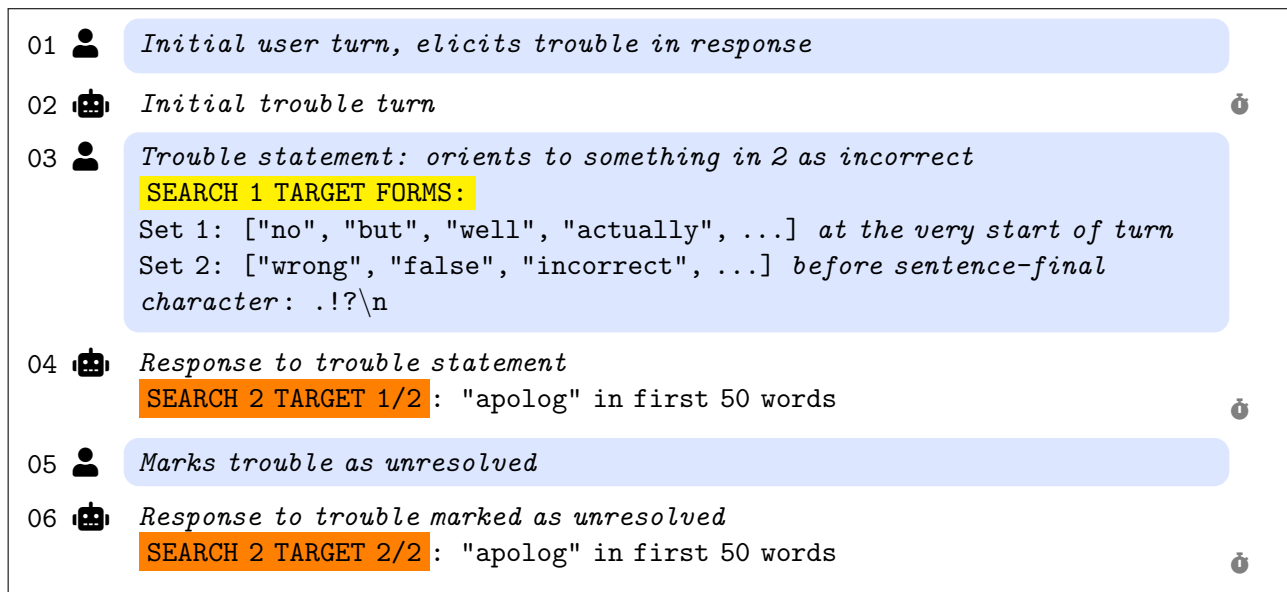 01 Initial user turn, elicits trouble in response
02 Initial trouble turn
03 Trouble statement: orients to something in 2 as incorrect
SEARCH 1 TARGET FORMS:
Set 1: ["no", "but", "well", "actually", ...] at the very start of turn
Set 2: ["wrong", "false", "incorrect", ...] before sentence-final
character: .!?\n
04 Response to trouble statement
SEARCH 2 TARGET 1/2: "apolog" in first 50 words
05 Marks trouble as unresolved
06 Response to trouble marked as unresolved
SEARCH 2 TARGET 2/2: "apolog" in first 50 words